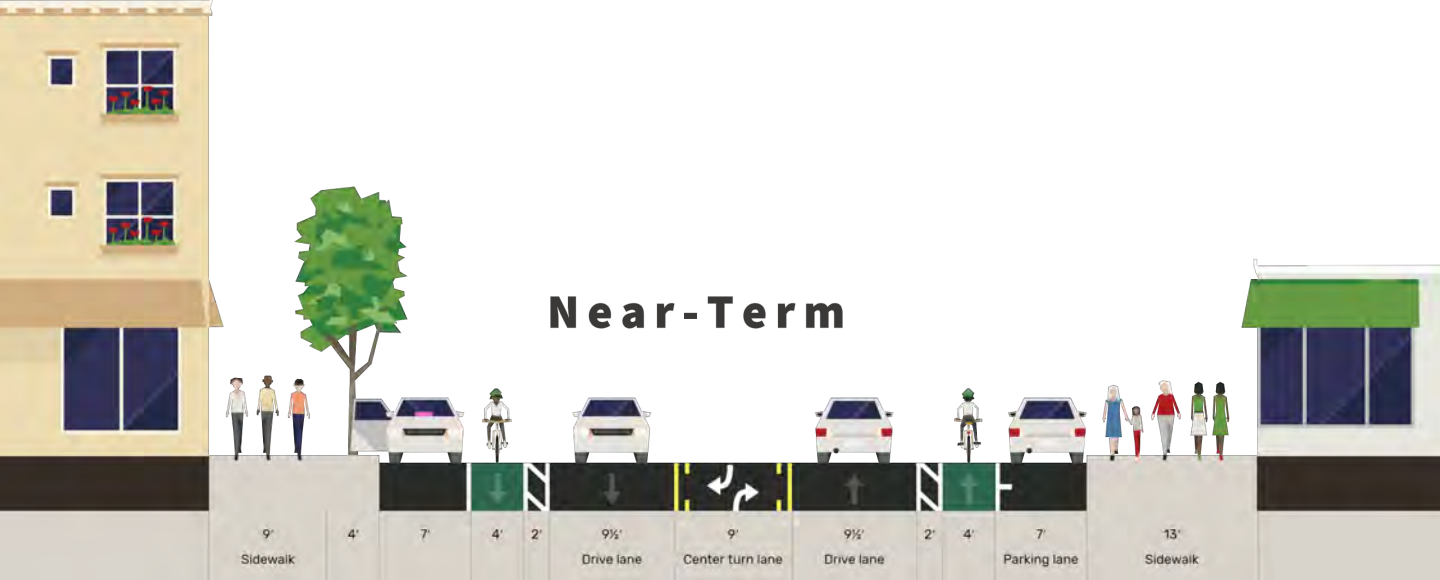 Near-Term
9' 4' 7' 4' 2' 9½' 9' 9½' 2' 4' 7' 13'
Sidewalk Drive lane Center turn lane Drive lane Parking lane Sidewalk